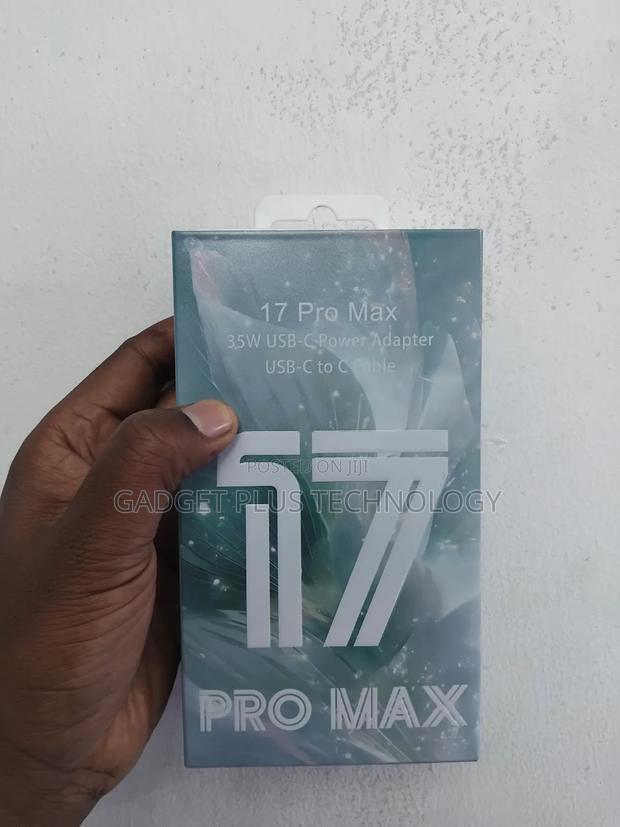 17 Pro Max
35W USB-C Power Adapter
USB-C to C Cable
17
POSTED ON JIJI
GADGET PLUS TECHNOLOGY
PRO MAX